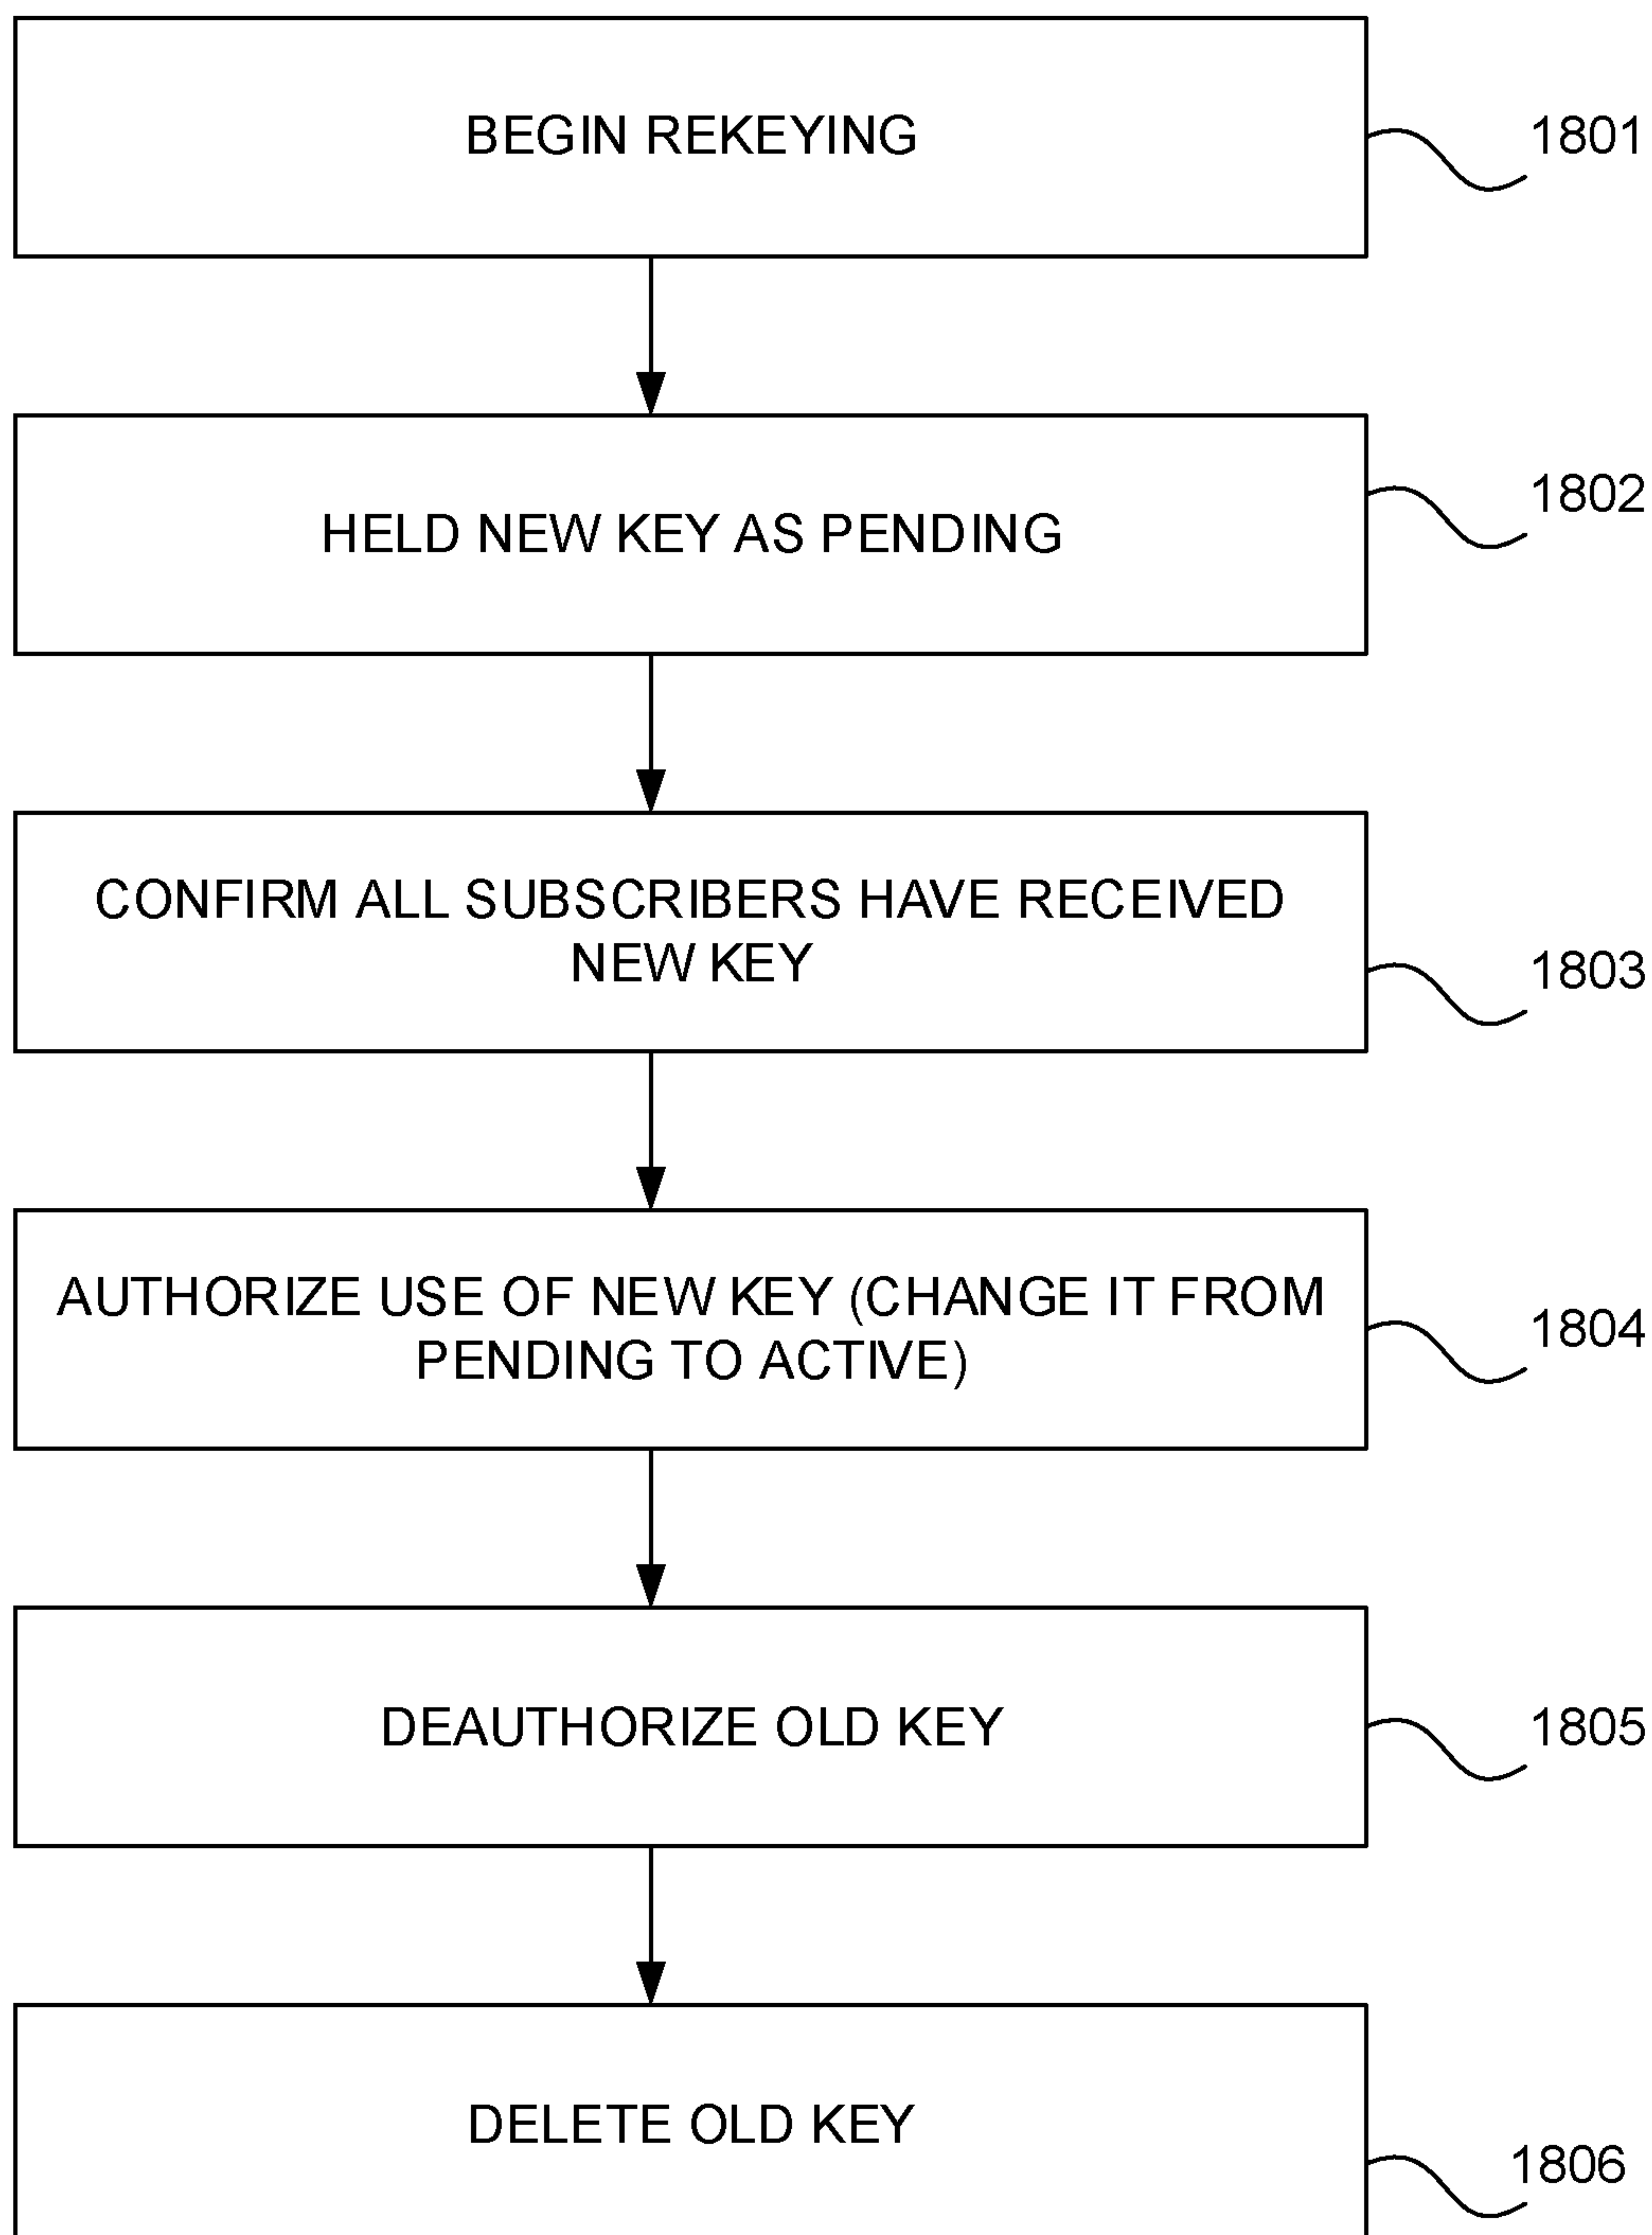 BEGIN REKEYING
1801
HELD NEW KEY AS PENDING
1802
CONFIRM ALL SUBSCRIBERS HAVE RECEIVED
NEW KEY
1803
AUTHORIZE USE OF NEW KEY (CHANGE IT FROM
PENDING TO ACTIVE)
1804
DEAUTHORIZE OLD KEY
1805
DELETE OLD KEY
1806